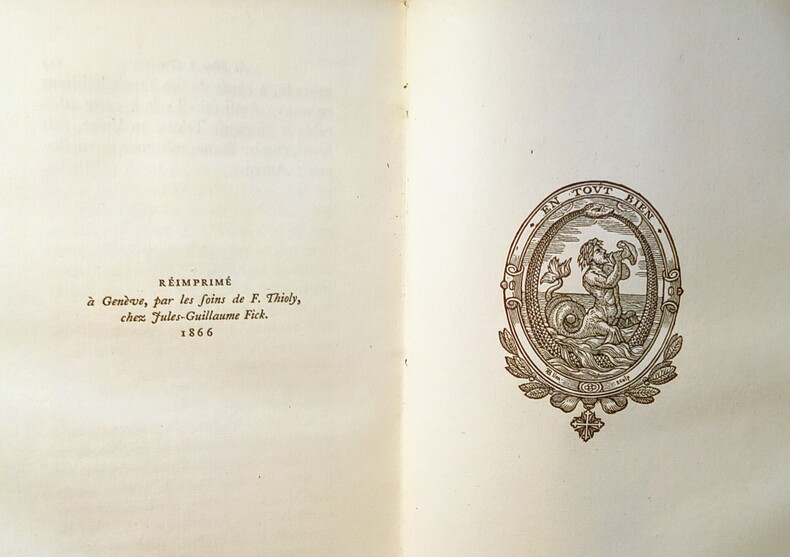 RÉIMPRIMÉ
à Genève, par les ſoins de F. Thioly,
chez Jules-Guillaume Fick.
1866
EN TOVT BIEN